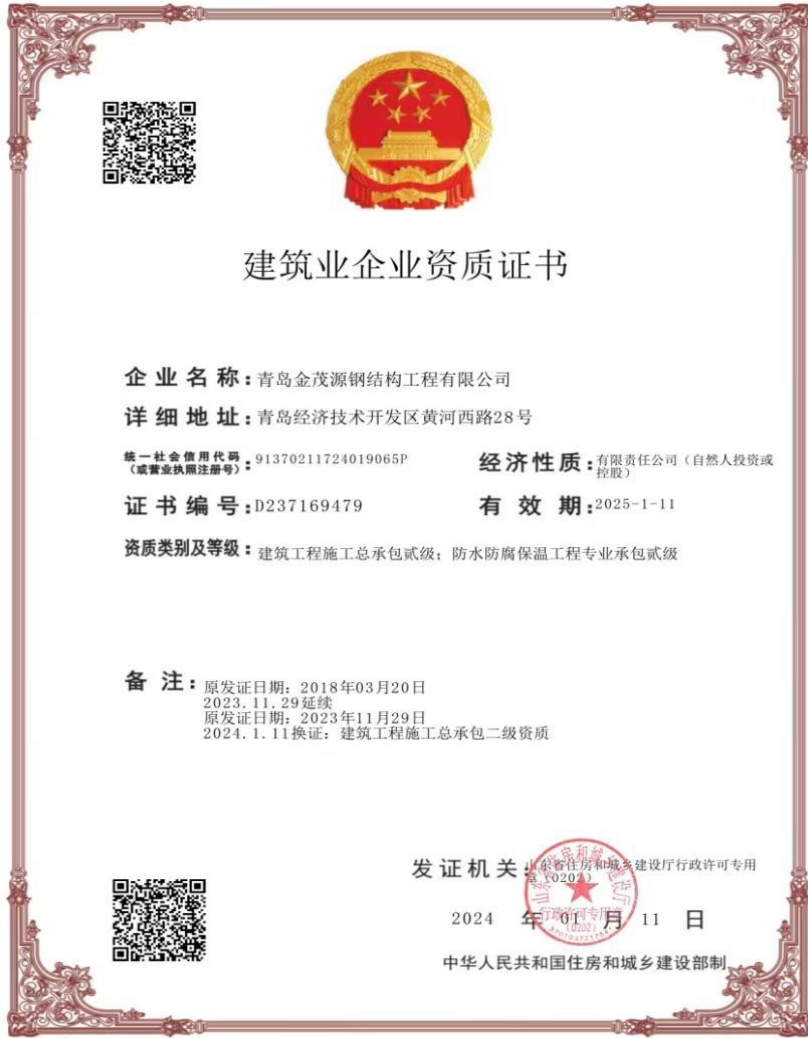 建筑业企业资质证书
企业名称：青岛金茂源钢结构工程有限公司
详细地址：青岛经济技术开发区黄河西路28号
统一社会信用代码
（或营业执照注册号）：91370211724019065P
经济性质：有限责任公司（自然人投资或
控股）
证书编号：D237169479
有效期：2025-1-11
资质类别及等级：建筑工程施工总承包贰级；防水防腐保温工程专业承包贰级
备注：原发证日期：2018年03月20日
2023.11.29延续
原发证日期：2023年11月29日
2024.1.11换证：建筑工程施工总承包二级资质
发证机关：山东省住房和城乡建设厅行政许可专用
章（0202）
2024 年 01 月 11 日
行政许可专用章
（0202）
中华人民共和国住房和城乡建设部制